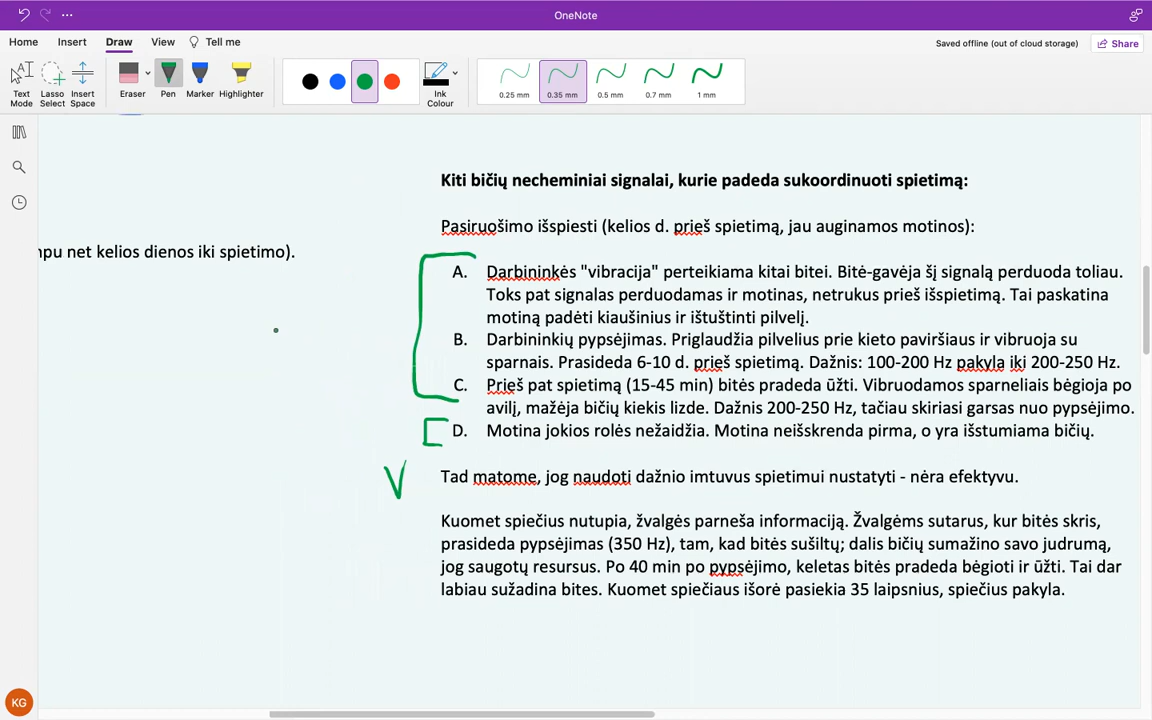 OneNote
Home Insert Draw View Tell me
Saved offline (out of cloud storage) Share
Text Mode
Lasso Select
Insert Space
Eraser
Pen
Marker
Highlighter
Ink Colour
0.25 mm
0.35 mm
0.5 mm
0.7 mm
1 mm
net kelios dienos iki spietimo).
Kiti bičių necheminiai signalai, kurie padeda sukoordinuoti spietimą:
Pasiruošimo išspiesti (kelios d. prieš spietimą, jau auginamos motinos):
A. Darbininkės "vibracija" perteikiama kitai bitei. Bitė-gavėja šį signalą perduoda toliau.
Toks pat signalas perduodamas ir motinas, netrukus prieš išspietimą. Tai paskatina
motiną padėti kiaušinius ir ištuštinti pilvelį.
B. Darbininkių pypsėjimas. Priglaudžia pilvelius prie kieto paviršiaus ir vibruoja su
sparnais. Prasideda 6-10 d. prieš spietimą. Dažnis: 100-200 Hz pakyla iki 200-250 Hz.
C. Prieš pat spietimą (15-45 min) bitės pradeda ūžti. Vibruodamos sparneliais bėgioja po
avilį, mažėja bičių kiekis lizde. Dažnis 200-250 Hz, tačiau skiriasi garsas nuo pypsėjimo.
D. Motina jokios rolės nežaidžia. Motina neišskrenda pirma, o yra išstumiama bičių.
V Tad matome, jog naudoti dažnio imtuvus spietimui nustatyti - nėra efektyvu.
Kuomet spiečius nutupia, žvalgės parneša informaciją. Žvalgėms sutarus, kur bitės skris,
prasideda pypsėjimas (350 Hz), tam, kad bitės sušiltų; dalis bičių sumažino savo judrumą,
jog saugotų resursus. Po 40 min po pypsėjimo, keletas bitės pradeda bėgioti ir ūžti. Tai dar
labiau sužadina bites. Kuomet spiečiaus išorė pasiekia 35 laipsnius, spiečius pakyla.
KG